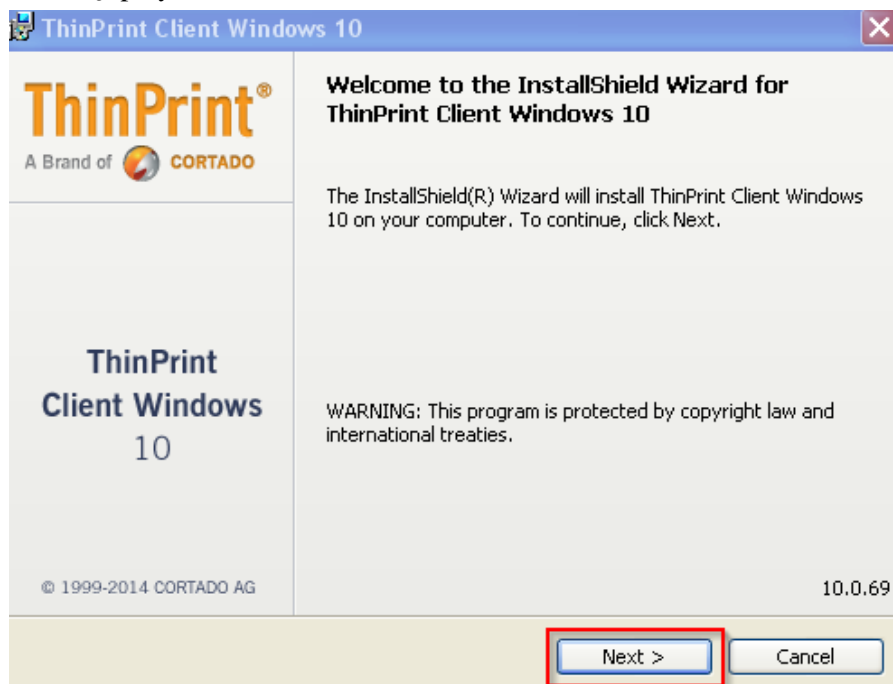 ThinPrint Client Windows 10
ThinPrint®
A Brand of CORTADO
Welcome to the InstallShield Wizard for
ThinPrint Client Windows 10
The InstallShield(R) Wizard will install ThinPrint Client Windows
10 on your computer. To continue, click Next.
ThinPrint
Client Windows
10
WARNING: This program is protected by copyright law and
international treaties.
© 1999-2014 CORTADO AG
10.0.69
Next >
Cancel